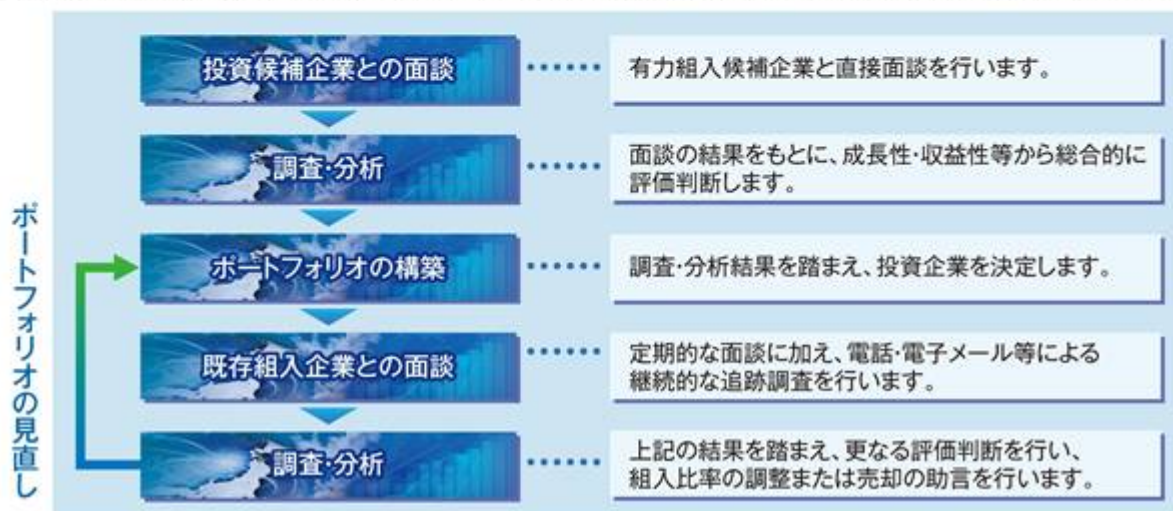 投資候補企業との面談
有力組入候補企業と直接面談を行います。
調査・分析
面談の結果をもとに、成長性・収益性等から総合的に
評価判断します。
ポートフォリオの構築
調査・分析結果を踏まえ、投資企業を決定します。
既存組入企業との面談
定期的な面談に加え、電話・電子メール等による
継続的な追跡調査を行います。
調査・分析
上記の結果を踏まえ、更なる評価判断を行い、
組入比率の調整または売却の助言を行います。
ポートフォリオの見直し